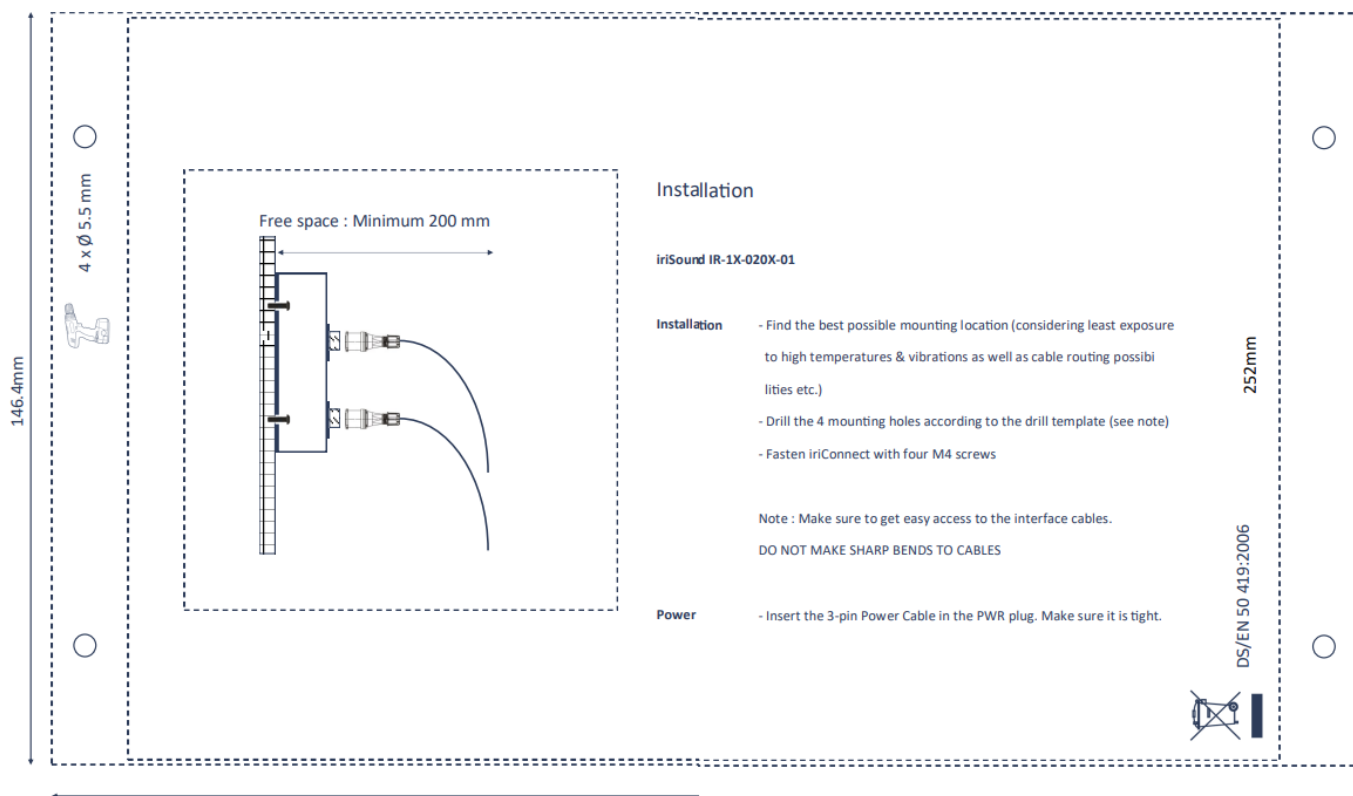 146.4mm
4 x Ø 5.5 mm
Free space : Minimum 200 mm
Installation
iriSound IR-1X-020X-01
Installation - Find the best possible mounting location (considering least exposure
to high temperatures & vibrations as well as cable routing possibi
lities etc.)
- Drill the 4 mounting holes according to the drill template (see note)
- Fasten iriConnect with four M4 screws
Note : Make sure to get easy access to the interface cables.
DO NOT MAKE SHARP BENDS TO CABLES
Power - Insert the 3-pin Power Cable in the PWR plug. Make sure it is tight.
252mm
DS/EN 50 419:2006